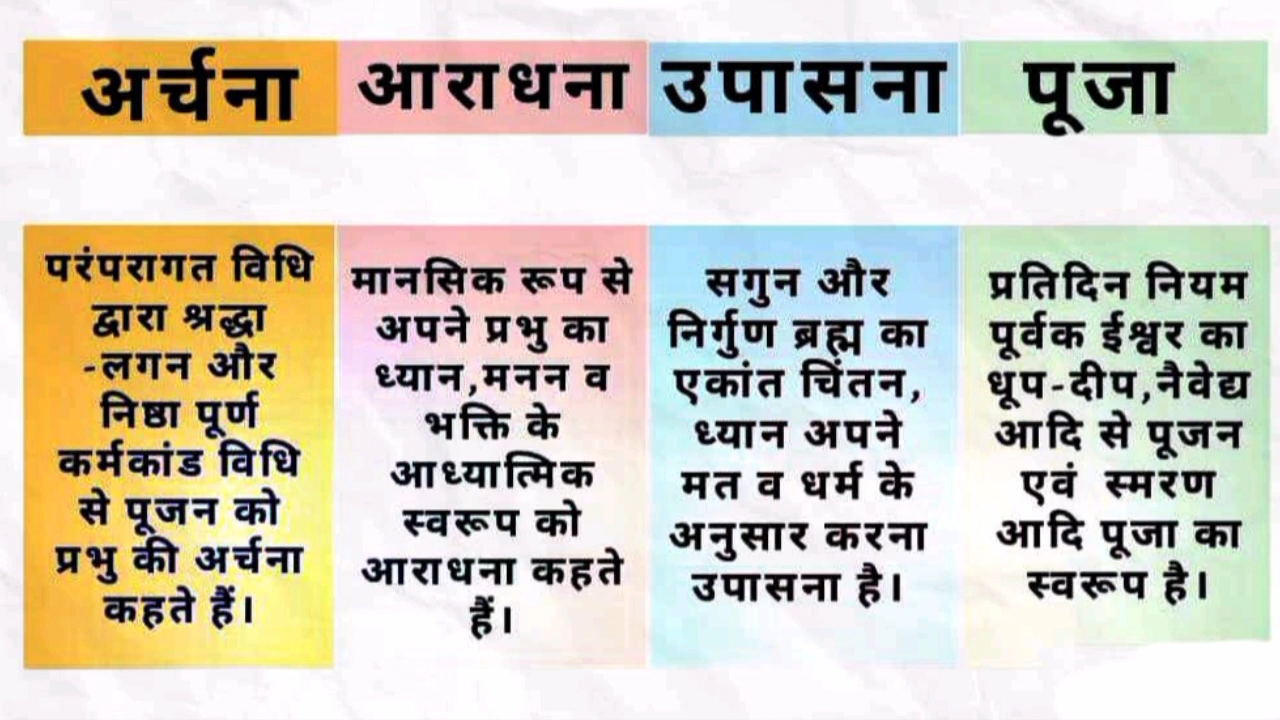 अर्चना
आराधना
उपासना
पूजा
परंपरागत विधि
द्वारा श्रद्धा
-लगन और
निष्ठा पूर्ण
कर्मकांड विधि
से पूजन को
प्रभु की अर्चना
कहते हैं।
मानसिक रूप से
अपने प्रभु का
ध्यान,मनन व
भक्ति के
आध्यात्मिक
स्वरूप को
आराधना कहते
हैं।
सगुन और
निर्गुण ब्रह्म का
एकांत चिंतन,
ध्यान अपने
मत व धर्म के
अनुसार करना
उपासना है।
प्रतिदिन नियम
पूर्वक ईश्वर का
धूप-दीप,नैवेद्य
आदि से पूजन
एवं स्मरण
आदि पूजा का
स्वरूप है।